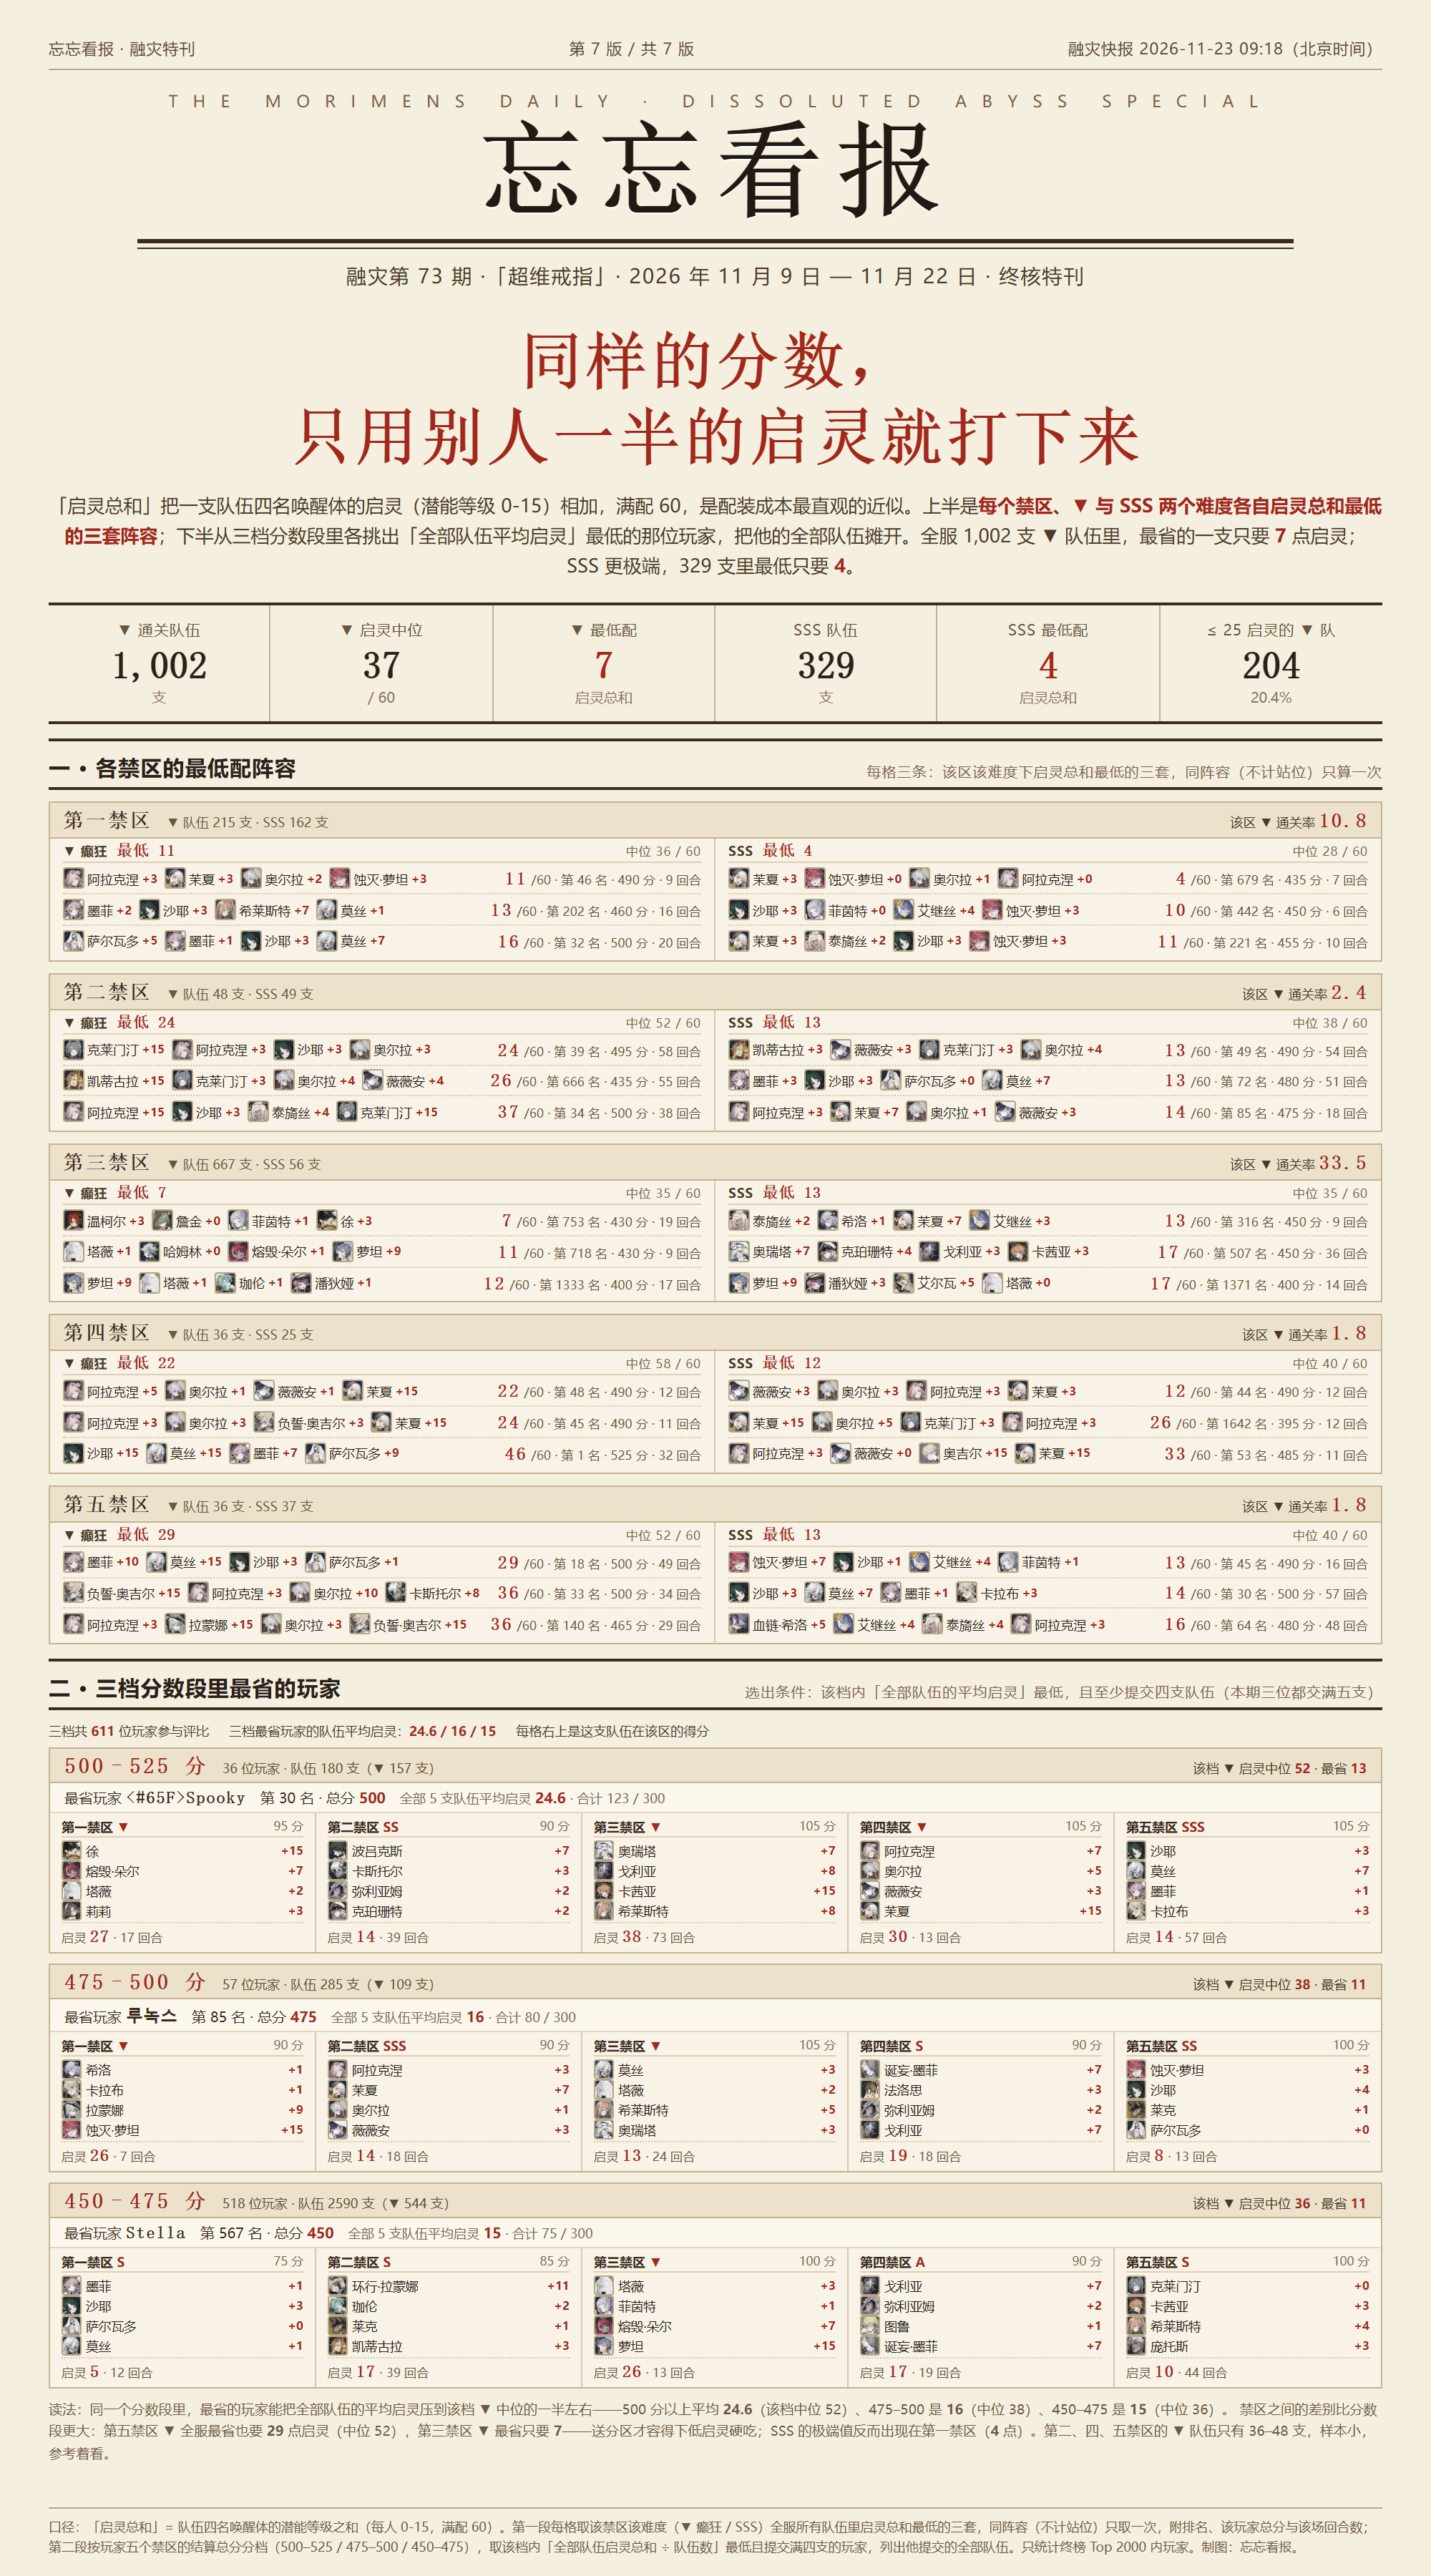 忘忘看报 · 融灾特刊
第 7 版 / 共 7 版
融灾快报 2026-11-23 09:18（北京时间）
THE MORIMENS DAILY · DISSOLUTED ABYSS SPECIAL
忘忘看报
融灾第 73 期 ·「超维戒指」· 2026 年 11 月 9 日 — 11 月 22 日 · 终核特刊
同样的分数，
只用别人一半的启灵就打下来
「启灵总和」把一支队伍四名唤醒体的启灵（潜能等级 0-15）相加，满配 60，是配装成本最直观的近似。上半是每个禁区、▼ 与 SSS 两个难度各自启灵总和最低
的三套阵容；下半从三档分数段里各挑出「全部队伍平均启灵」最低的那位玩家，把他的全部队伍摊开。全服 1,002 支 ▼ 队伍里，最省的一支只要 7 点启灵；
SSS 更极端，329 支里最低只要 4。
▼ 通关队伍
1,002
支
▼ 启灵中位
37
/ 60
▼ 最低配
7
启灵总和
SSS 队伍
329
支
SSS 最低配
4
启灵总和
≤ 25 启灵的 ▼ 队
204
20.4%
一 · 各禁区的最低配阵容
每格三条：该区该难度下启灵总和最低的三套，同阵容（不计站位）只算一次
第一禁区 ▼ 队伍 215 支 · SSS 162 支
该区 ▼ 通关率 10.8
▼ 癫狂 最低 11 中位 36 / 60
阿拉克涅 +3 茉夏 +3 奥尔拉 +2 蚀灭·萝坦 +3 11 /60 · 第 46 名 · 490 分 · 9 回合
墨菲 +2 沙耶 +3 希莱斯特 +7 莫丝 +1 13 /60 · 第 202 名 · 460 分 · 16 回合
萨尔瓦多 +5 墨菲 +1 沙耶 +3 莫丝 +7 16 /60 · 第 32 名 · 500 分 · 20 回合
SSS 最低 4 中位 28 / 60
茉夏 +3 蚀灭·萝坦 +0 奥尔拉 +1 阿拉克涅 +0 4 /60 · 第 679 名 · 435 分 · 7 回合
沙耶 +3 菲茵特 +0 艾继丝 +4 蚀灭·萝坦 +3 10 /60 · 第 442 名 · 450 分 · 6 回合
茉夏 +3 泰旖丝 +2 沙耶 +3 蚀灭·萝坦 +3 11 /60 · 第 221 名 · 455 分 · 10 回合
第二禁区 ▼ 队伍 48 支 · SSS 49 支
该区 ▼ 通关率 2.4
▼ 癫狂 最低 24 中位 52 / 60
克莱门汀 +15 阿拉克涅 +3 沙耶 +3 奥尔拉 +3 24 /60 · 第 39 名 · 495 分 · 58 回合
凯蒂古拉 +15 克莱门汀 +3 奥尔拉 +4 薇薇安 +4 26 /60 · 第 666 名 · 435 分 · 55 回合
阿拉克涅 +15 沙耶 +3 泰旖丝 +4 克莱门汀 +15 37 /60 · 第 34 名 · 500 分 · 38 回合
SSS 最低 13 中位 38 / 60
凯蒂古拉 +3 薇薇安 +3 克莱门汀 +3 奥尔拉 +4 13 /60 · 第 49 名 · 490 分 · 54 回合
墨菲 +3 沙耶 +3 萨尔瓦多 +0 莫丝 +7 13 /60 · 第 72 名 · 480 分 · 51 回合
阿拉克涅 +3 茉夏 +7 奥尔拉 +1 薇薇安 +3 14 /60 · 第 85 名 · 475 分 · 18 回合
第三禁区 ▼ 队伍 667 支 · SSS 56 支
该区 ▼ 通关率 33.5
▼ 癫狂 最低 7 中位 35 / 60
温柯尔 +3 詹金 +0 菲茵特 +1 徐 +3 7 /60 · 第 753 名 · 430 分 · 19 回合
塔薇 +1 哈姆林 +0 熔毁·朵尔 +1 萝坦 +9 11 /60 · 第 718 名 · 430 分 · 9 回合
萝坦 +9 塔薇 +1 珈伦 +1 潘狄娅 +1 12 /60 · 第 1333 名 · 400 分 · 17 回合
SSS 最低 13 中位 35 / 60
泰旖丝 +2 希洛 +1 茉夏 +7 艾继丝 +3 13 /60 · 第 316 名 · 450 分 · 9 回合
奥瑞塔 +7 克珀珊特 +4 戈利亚 +3 卡茜亚 +3 17 /60 · 第 507 名 · 450 分 · 36 回合
萝坦 +9 潘狄娅 +3 艾尔瓦 +5 塔薇 +0 17 /60 · 第 1371 名 · 400 分 · 14 回合
第四禁区 ▼ 队伍 36 支 · SSS 25 支
该区 ▼ 通关率 1.8
▼ 癫狂 最低 22 中位 58 / 60
阿拉克涅 +5 奥尔拉 +1 薇薇安 +1 茉夏 +15 22 /60 · 第 48 名 · 490 分 · 12 回合
阿拉克涅 +3 奥尔拉 +3 负誓·奥吉尔 +3 茉夏 +15 24 /60 · 第 45 名 · 490 分 · 11 回合
沙耶 +15 莫丝 +15 墨菲 +7 萨尔瓦多 +9 46 /60 · 第 1 名 · 525 分 · 32 回合
SSS 最低 12 中位 40 / 60
薇薇安 +3 奥尔拉 +3 阿拉克涅 +3 茉夏 +3 12 /60 · 第 44 名 · 490 分 · 12 回合
茉夏 +15 奥尔拉 +5 克莱门汀 +3 阿拉克涅 +3 26 /60 · 第 1642 名 · 395 分 · 12 回合
阿拉克涅 +3 薇薇安 +0 奥吉尔 +15 茉夏 +15 33 /60 · 第 53 名 · 485 分 · 11 回合
第五禁区 ▼ 队伍 36 支 · SSS 37 支
该区 ▼ 通关率 1.8
▼ 癫狂 最低 29 中位 52 / 60
墨菲 +10 莫丝 +15 沙耶 +3 萨尔瓦多 +1 29 /60 · 第 18 名 · 500 分 · 49 回合
负誓·奥吉尔 +15 阿拉克涅 +3 奥尔拉 +10 卡斯托尔 +8 36 /60 · 第 33 名 · 500 分 · 34 回合
阿拉克涅 +3 拉蒙娜 +15 奥尔拉 +3 负誓·奥吉尔 +15 36 /60 · 第 140 名 · 465 分 · 29 回合
SSS 最低 13 中位 40 / 60
蚀灭·萝坦 +7 沙耶 +1 艾继丝 +4 菲茵特 +1 13 /60 · 第 45 名 · 490 分 · 16 回合
沙耶 +3 莫丝 +7 墨菲 +1 卡拉布 +3 14 /60 · 第 30 名 · 500 分 · 57 回合
血链·希洛 +5 艾继丝 +4 泰旖丝 +4 阿拉克涅 +3 16 /60 · 第 64 名 · 480 分 · 48 回合
二 · 三档分数段里最省的玩家
选出条件：该档内「全部队伍的平均启灵」最低，且至少提交四支队伍（本期三位都交满五支）
三档共 611 位玩家参与评比 三档最省玩家的队伍平均启灵：24.6 / 16 / 15 每格右上是这支队伍在该区的得分
500 – 525 分 36 位玩家 · 队伍 180 支（▼ 157 支）
该档 ▼ 启灵中位 52 · 最省 13
最省玩家 <#65F>Spooky 第 30 名 · 总分 500 全部 5 支队伍平均启灵 24.6 · 合计 123 / 300
第一禁区 ▼ 95 分
徐 +15
熔毁·朵尔 +7
塔薇 +2
莉莉 +3
启灵 27 · 17 回合
第二禁区 SS 90 分
波吕克斯 +7
卡斯托尔 +3
弥利亚姆 +2
克珀珊特 +2
启灵 14 · 39 回合
第三禁区 ▼ 105 分
奥瑞塔 +7
戈利亚 +8
卡茜亚 +15
希莱斯特 +8
启灵 38 · 73 回合
第四禁区 ▼ 105 分
阿拉克涅 +7
奥尔拉 +5
薇薇安 +3
茉夏 +15
启灵 30 · 13 回合
第五禁区 SSS 105 分
沙耶 +3
莫丝 +7
墨菲 +1
卡拉布 +3
启灵 14 · 57 回合
475 – 500 分 57 位玩家 · 队伍 285 支（▼ 109 支）
该档 ▼ 启灵中位 38 · 最省 11
最省玩家 루녹스 第 85 名 · 总分 475 全部 5 支队伍平均启灵 16 · 合计 80 / 300
第一禁区 ▼ 90 分
希洛 +1
卡拉布 +1
拉蒙娜 +9
蚀灭·萝坦 +15
启灵 26 · 7 回合
第二禁区 SSS 90 分
阿拉克涅 +3
茉夏 +7
奥尔拉 +1
薇薇安 +3
启灵 14 · 18 回合
第三禁区 ▼ 105 分
莫丝 +3
塔薇 +2
希莱斯特 +5
奥瑞塔 +3
启灵 13 · 24 回合
第四禁区 S 90 分
诞妄·墨菲 +7
法洛思 +3
弥利亚姆 +2
戈利亚 +7
启灵 19 · 18 回合
第五禁区 SS 100 分
蚀灭·萝坦 +3
沙耶 +4
莱克 +1
萨尔瓦多 +0
启灵 8 · 13 回合
450 – 475 分 518 位玩家 · 队伍 2590 支（▼ 544 支）
该档 ▼ 启灵中位 36 · 最省 11
最省玩家 Stella 第 567 名 · 总分 450 全部 5 支队伍平均启灵 15 · 合计 75 / 300
第一禁区 S 75 分
墨菲 +1
沙耶 +3
萨尔瓦多 +0
莫丝 +1
启灵 5 · 12 回合
第二禁区 S 85 分
环行·拉蒙娜 +11
珈伦 +2
莱克 +1
凯蒂古拉 +3
启灵 17 · 39 回合
第三禁区 ▼ 100 分
塔薇 +3
菲茵特 +1
熔毁·朵尔 +7
萝坦 +15
启灵 26 · 13 回合
第四禁区 A 90 分
戈利亚 +7
弥利亚姆 +2
图鲁 +1
诞妄·墨菲 +7
启灵 17 · 19 回合
第五禁区 S 100 分
克莱门汀 +0
卡茜亚 +3
希莱斯特 +4
庞托斯 +3
启灵 10 · 44 回合
读法：同一个分数段里，最省的玩家能把全部队伍的平均启灵压到该档 ▼ 中位的一半左右——500 分以上平均 24.6（该档中位 52）、475–500 是 16（中位 38）、450–475 是 15（中位 36）。禁区之间的差别比分数
段更大：第五禁区 ▼ 全服最省也要 29 点启灵（中位 52），第三禁区 ▼ 最省只要 7——送分区才容得下低启灵硬吃；SSS 的极端值反而出现在第一禁区（4 点）。第二、四、五禁区的 ▼ 队伍只有 36–48 支，样本小，
参考着看。
口径：「启灵总和」= 队伍四名唤醒体的潜能等级之和（每人 0-15，满配 60）。第一段每格取该禁区该难度（▼ 癫狂 / SSS）全服所有队伍里启灵总和最低的三套，同阵容（不计站位）只取一次，附排名、该玩家总分与该场回合数；
第二段按玩家五个禁区的结算总分分档（500–525 / 475–500 / 450–475），取该档内「全部队伍启灵总和 ÷ 队伍数」最低且提交满四支的玩家，列出他提交的全部队伍。只统计终榜 Top 2000 内玩家。制图：忘忘看报。